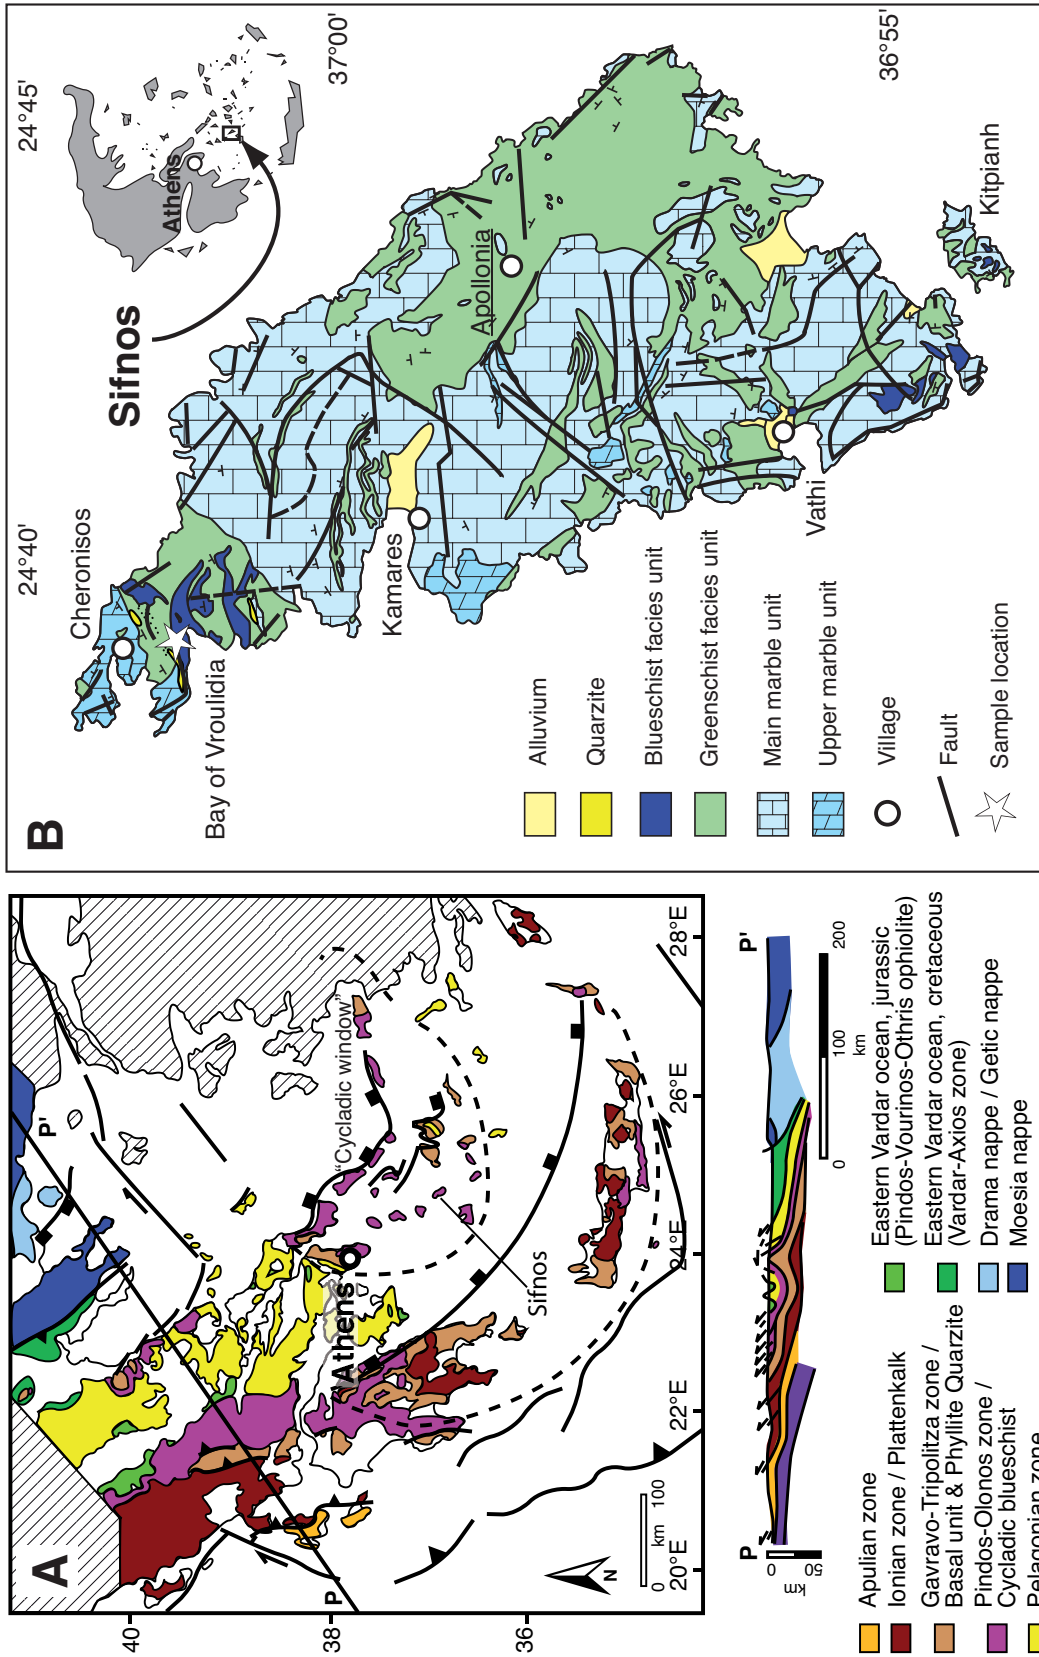 A
40
38
36
20°E
22°E
24°E
26°E
28°E
P
P'
Athens
Sifnos
"Cycladic window"
N
0 100
km
P
P'
0
50
km
0 100 200
km
Apulian zone
Ionian zone / Plattenkalk
Gavravo-Tripolitza zone /
Basal unit & Phyllite Quarzite
Pindos-Olonos zone /
Cycladic blueschist
Pelagonian zone
Eastern Vardar ocean, jurassic
(Pindos-Vourinos-Othris ophiolite)
Eastern Vardar ocean, cretaceous
(Vardar-Axios zone)
Drama nappe / Getic nappe
Moesia nappe
B
24°40'
24°45'
37°00'
36°55'
Sifnos
Athens
Cheronisos
Bay of Vroulidia
Kamares
Apollonia
Vathi
Kitpianh
Alluvium
Quarzite
Blueschist facies unit
Greenschist facies unit
Main marble unit
Upper marble unit
Village
Fault
Sample location